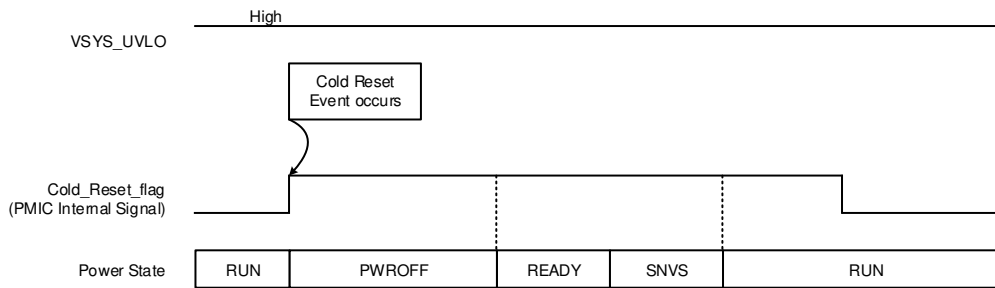 High
VSYS_UVLO
Cold Reset
Event occurs
Cold_Reset_flag
(PMIC Internal Signal)
Power State
RUN
PWROFF
READY
SNVS
RUN